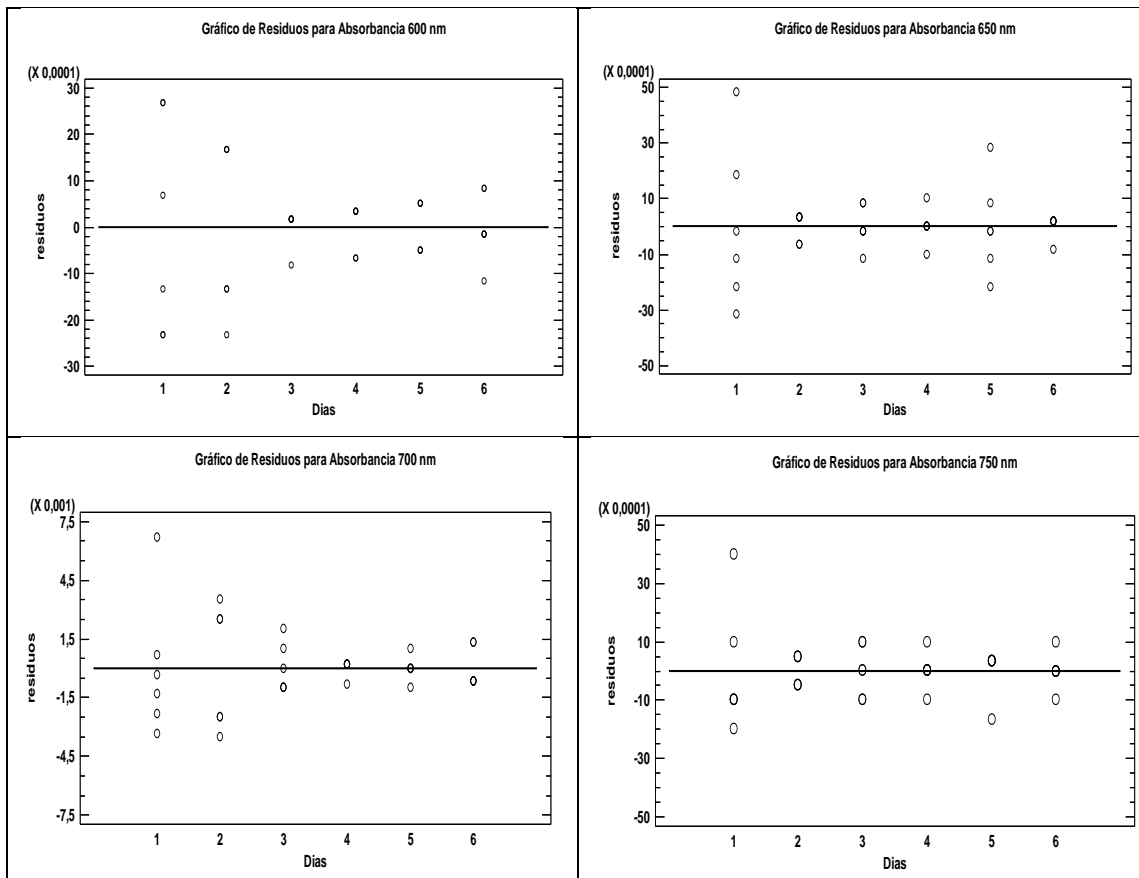 Gráfico de Residuos para Absorbancia 600 nm
(X 0,0001)
30
20
10
0
-10
-20
-30
residuos
1 2 3 4 5 6
Dias
Gráfico de Residuos para Absorbancia 650 nm
(X 0,0001)
50
30
10
-10
-30
-50
residuos
1 2 3 4 5 6
Dias
Gráfico de Residuos para Absorbancia 700 nm
(X 0,001)
7,5
4,5
1,5
-1,5
-4,5
-7,5
residuos
1 2 3 4 5 6
Dias
Gráfico de Residuos para Absorbancia 750 nm
(X 0,0001)
50
30
10
-10
-30
-50
residuos
1 2 3 4 5 6
Dias